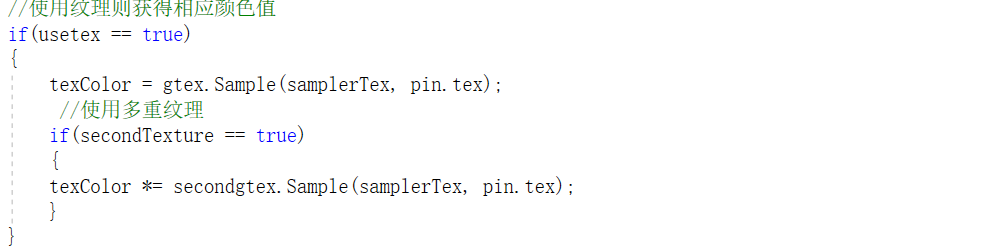 //使用纹理则获得相应颜色值
if(usetex == true)
{
texColor = gtex.Sample(samplerTex, pin.tex);
//使用多重纹理
if(secondTexture == true)
{
texColor *= secondgtex.Sample(samplerTex, pin.tex);
}
}